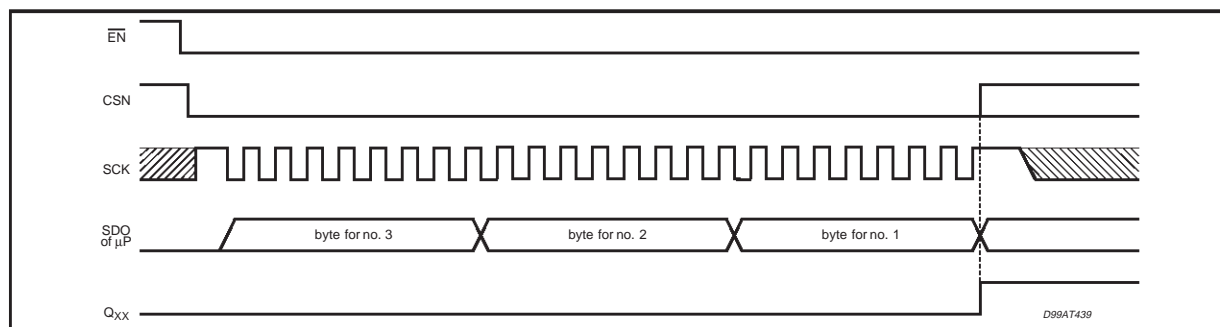 EN
CSN
SCK
SDO
of µP
byte for no. 3
byte for no. 2
byte for no. 1
QXX
D99AT439